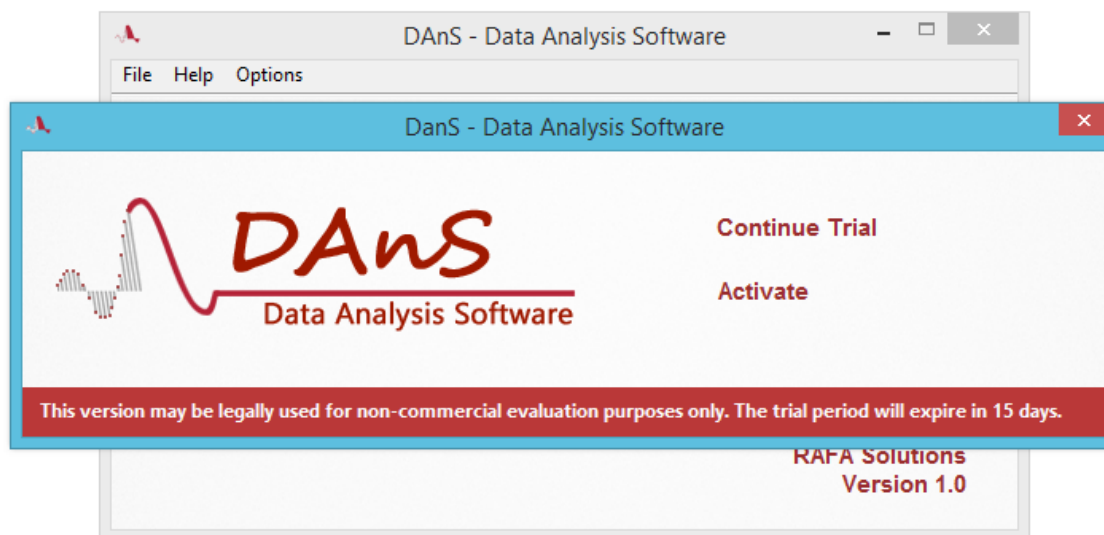 DAnS - Data Analysis Software
File Help Options
DanS - Data Analysis Software
DAnS
Data Analysis Software
Continue Trial
Activate
This version may be legally used for non-commercial evaluation purposes only. The trial period will expire in 15 days.
RAFA Solutions
Version 1.0